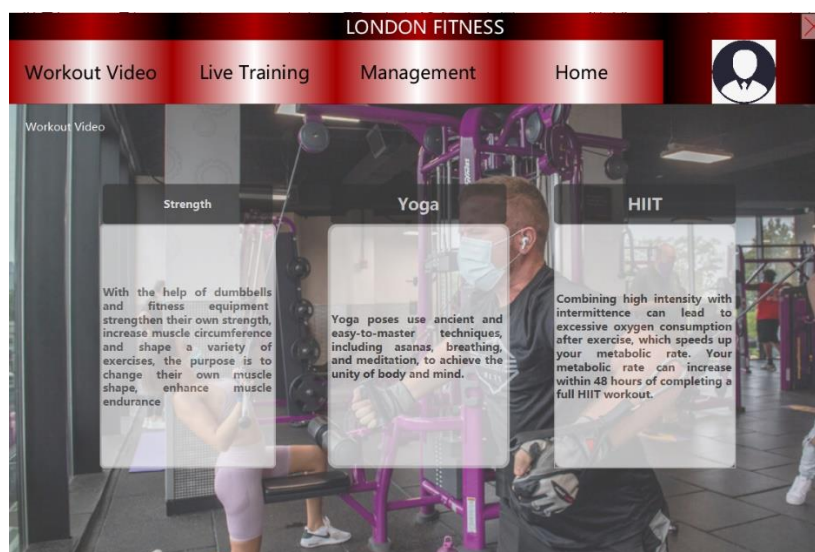 LONDON FITNESS
Workout Video
Live Training
Management
Home
Workout Video
Strength
With the help of dumbbells
and fitness equipment
strengthen their own strength,
increase muscle circumference
and shape a variety of
exercises, the purpose is to
change their own muscle
shape, enhance muscle
endurance
Yoga
Yoga poses use ancient and
easy-to-master techniques,
including asanas, breathing,
and meditation, to achieve the
unity of body and mind.
HIIT
Combining high intensity with
intermittence can lead to
excessive oxygen consumption
after exercise, which speeds up
your metabolic rate. Your
metabolic rate can increase
within 48 hours of completing a
full HIIT workout.